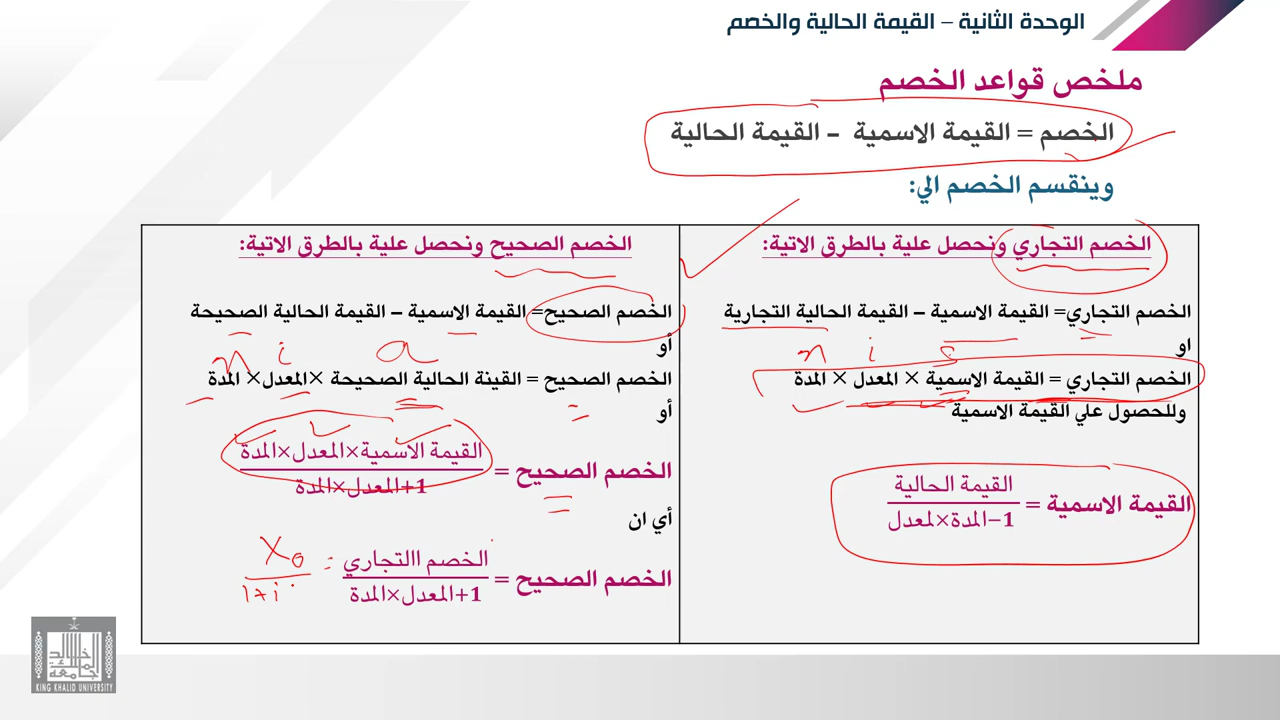 الوحدة الثانية – القيمة الحالية والخصم
ملخص قواعد الخصم
الخصم = القيمة الاسمية – القيمة الحالية
وينقسم الخصم الي:
الخصم التجاري ونحصل علية بالطرق الاتية:
الخصم التجاري= القيمة الاسمية – القيمة الحالية التجارية
او
n i s
الخصم التجاري = القيمة الاسمية × المعدل × المدة
وللحصول علي القيمة الاسمية
القيمة الاسمية = القيمة الحالية
1–المدة×لمعدل
الخصم الصحيح ونحصل علية بالطرق الاتية:
الخصم الصحيح= القيمة الاسمية – القيمة الحالية الصحيحة
أو
n i a
الخصم الصحيح = القيئة الحالية الصحيحة ×المعدل× المدة
أو
الخصم الصحيح = القيمة الاسمية×المعدل×المدة
1+المعدل×المدة
أي ان
الخصم الصحيح = الخصم االتجاري
1+المعدل×المدة
KING KHALID UNIVERSITY